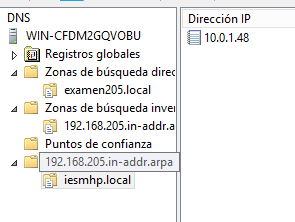 DNS
WIN-CFDM2GQVOBU
Registros globales
Zonas de búsqueda direc
examen205.local
Zonas de búsqueda inver
192.168.205.in-addr.a
Puntos de confianza
192.168.205.in-addr.arpa
iesmhp.local
Dirección IP
10.0.1.48